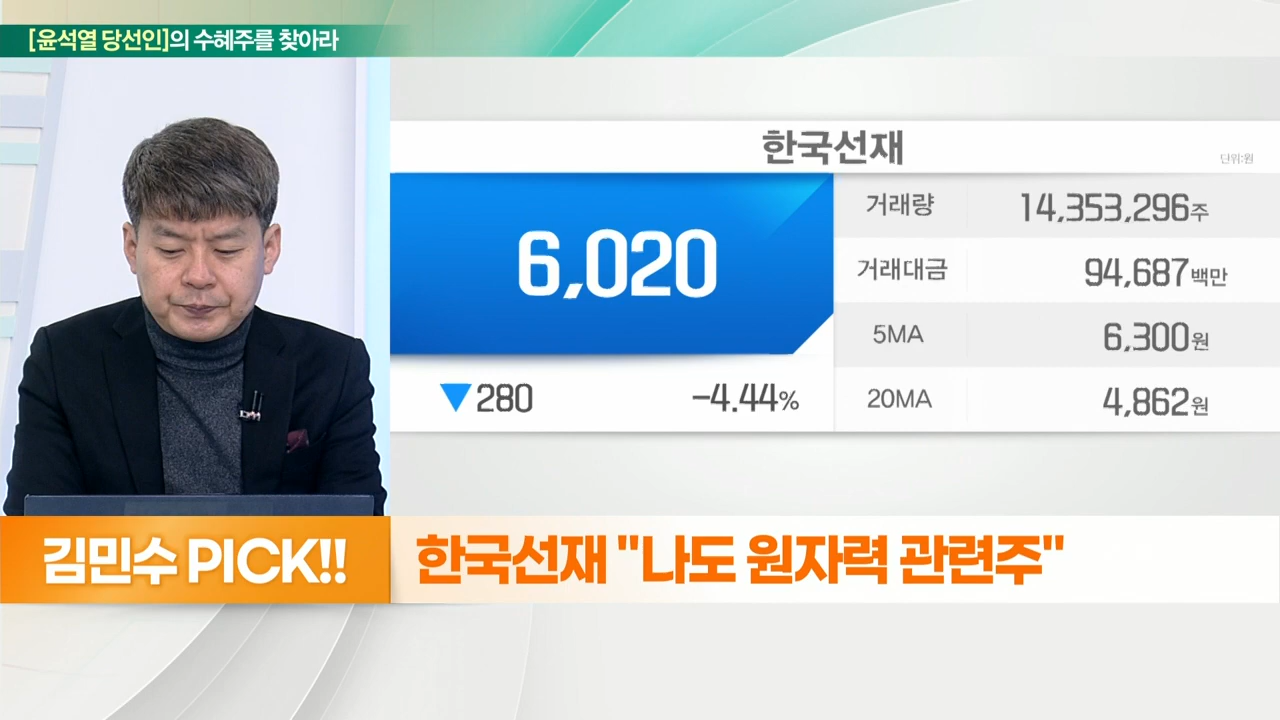 [윤석열 당선인]의 수혜주를 찾아라
한국선재
단위:원
6,020
▼280 -4.44%
거래량 14,353,296주
거래대금 94,687백만
5MA 6,300원
20MA 4,862원
김민수 PICK!!
한국선재 "나도 원자력 관련주"